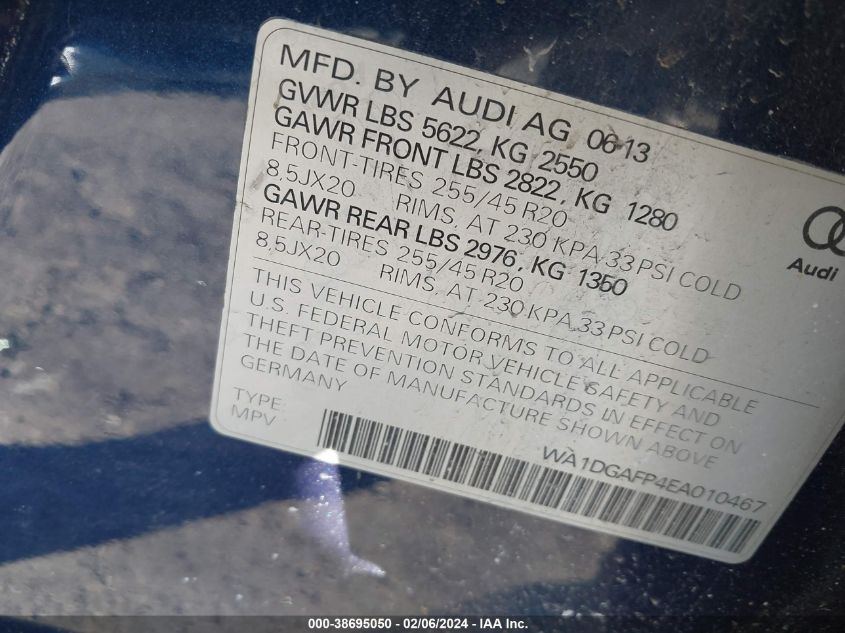 MFD. BY AUDI AG 06-13
GVWR LBS 5622, KG 2550
GAWR FRONT LBS 2822, KG 1280
FRONT-TIRES 255/45 R20
8,5JX20 RIMS, AT 230 KPA,33 PSI COLD
GAWR REAR LBS 2976, KG 1350
REAR-TIRES 255/45 R20
8,5JX20 RIMS, AT 230 KPA,33 PSI COLD
Audi
THIS VEHICLE CONFORMS TO ALL APPLICABLE
U.S. FEDERAL MOTOR VEHICLE SAFETY AND
THEFT PREVENTION STANDARDS IN EFFECT ON
THE DATE OF MANUFACTURE SHOWN ABOVE
GERMANY
TYPE:
MPV
WA1DGAFP4EA010467
000-38695050 - 02/06/2024 - IAA Inc.